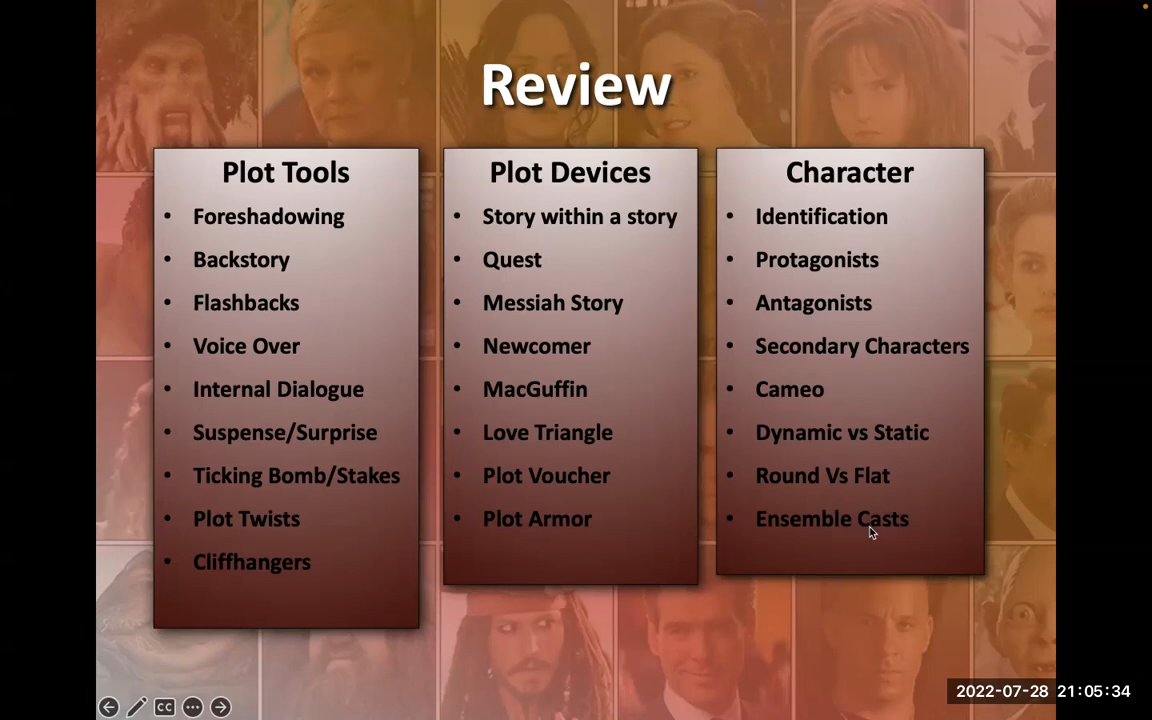 Review
Plot Tools
• Foreshadowing
• Backstory
• Flashbacks
• Voice Over
• Internal Dialogue
• Suspense/Surprise
• Ticking Bomb/Stakes
• Plot Twists
• Cliffhangers
Plot Devices
• Story within a story
• Quest
• Messiah Story
• Newcomer
• MacGuffin
• Love Triangle
• Plot Voucher
• Plot Armor
Character
• Identification
• Protagonists
• Antagonists
• Secondary Characters
• Cameo
• Dynamic vs Static
• Round Vs Flat
• Ensemble Casts
CC
2022-07-28 21:05:34